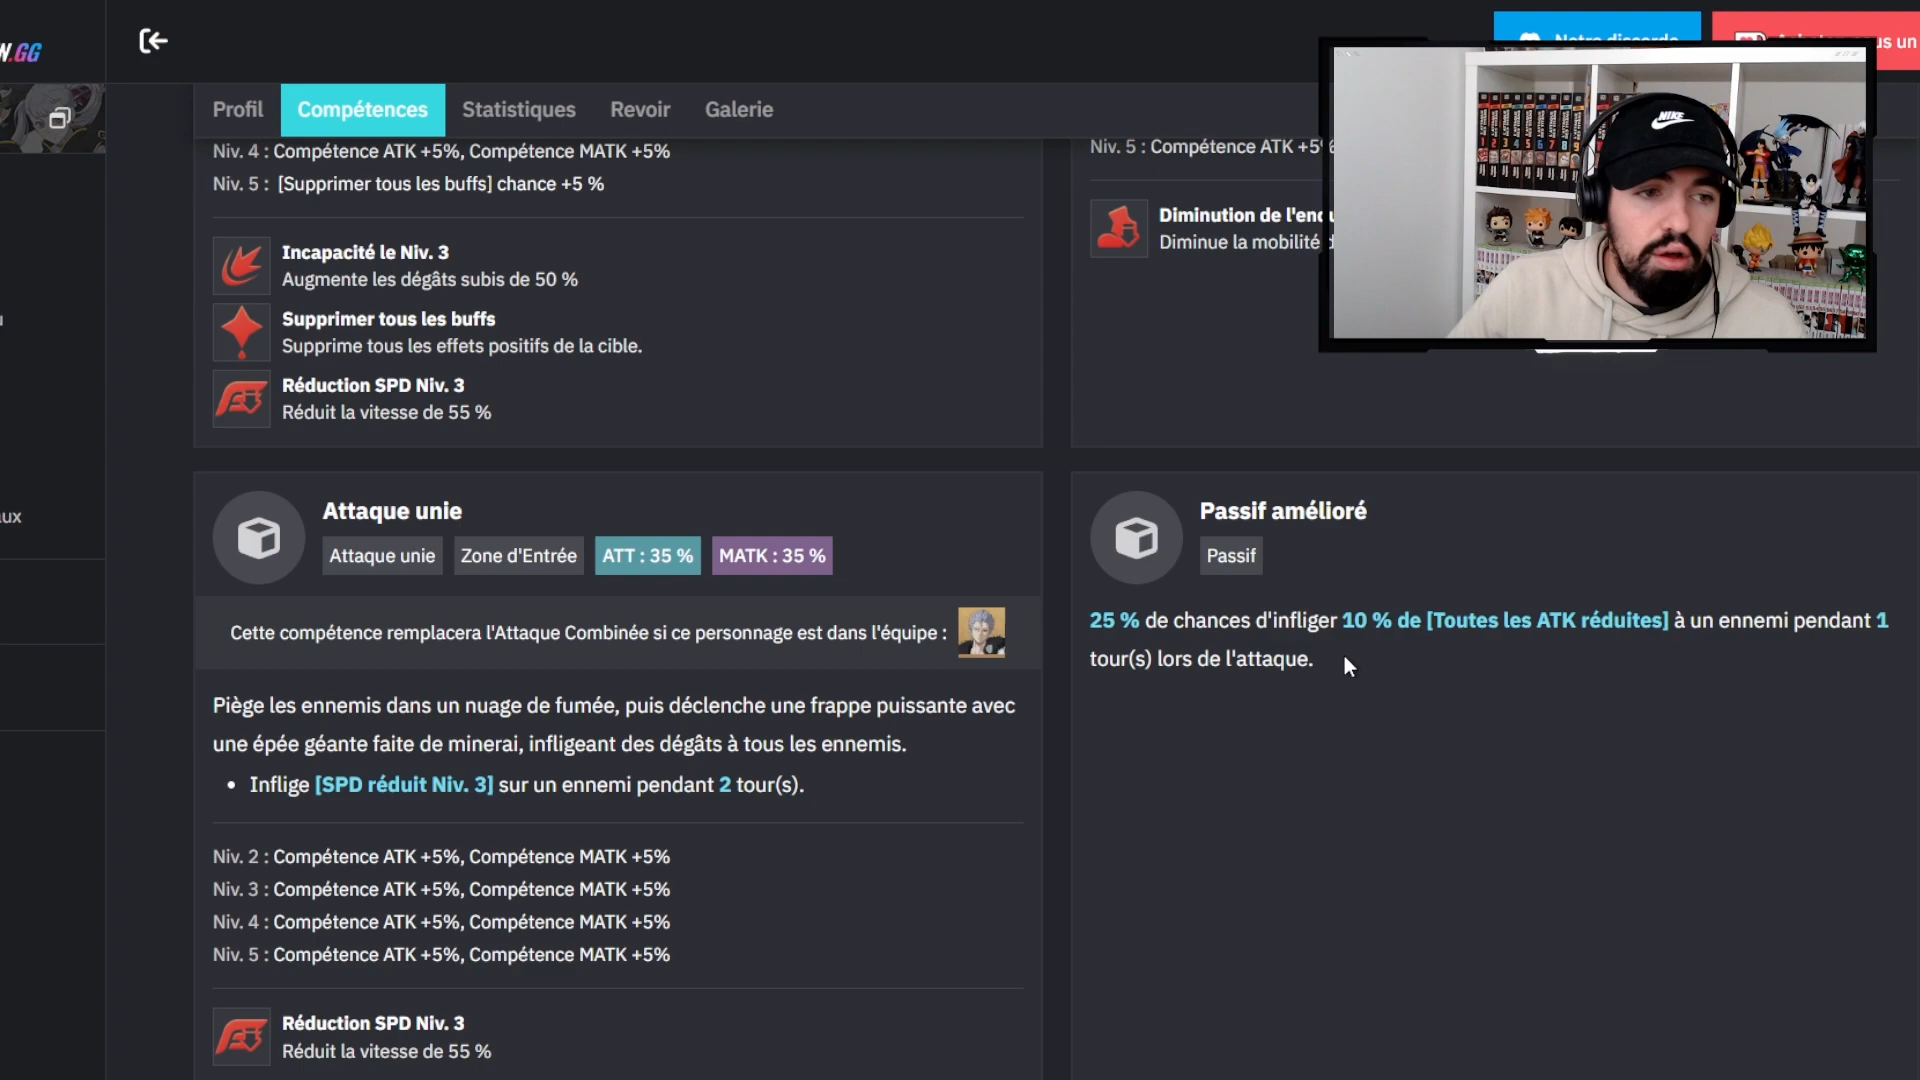 .GG
Notre discorde
us un
Profil
Compétences
Statistiques
Revoir
Galerie
NIKE
Niv. 4 : Compétence ATK +5%, Compétence MATK +5%
Niv. 5 : [Supprimer tous les buffs] chance +5 %
Incapacité le Niv. 3
Augmente les dégâts subis de 50 %
Supprimer tous les buffs
Supprime tous les effets positifs de la cible.
Réduction SPD Niv. 3
Réduit la vitesse de 55 %
Niv. 5 : Compétence ATK +5%
Diminution de l'enc
Diminue la mobilité
ux
Attaque unie
Attaque unie
Zone d'Entrée
ATT : 35 %
MATK : 35 %
Cette compétence remplacera l'Attaque Combinée si ce personnage est dans l'équipe :
Piège les ennemis dans un nuage de fumée, puis déclenche une frappe puissante avec
une épée géante faite de minerai, infligeant des dégâts à tous les ennemis.
• Inflige [SPD réduit Niv. 3] sur un ennemi pendant 2 tour(s).
Niv. 2 : Compétence ATK +5%, Compétence MATK +5%
Niv. 3 : Compétence ATK +5%, Compétence MATK +5%
Niv. 4 : Compétence ATK +5%, Compétence MATK +5%
Niv. 5 : Compétence ATK +5%, Compétence MATK +5%
Réduction SPD Niv. 3
Réduit la vitesse de 55 %
Passif amélioré
Passif
25 % de chances d'infliger 10 % de [Toutes les ATK réduites] à un ennemi pendant 1
tour(s) lors de l'attaque.